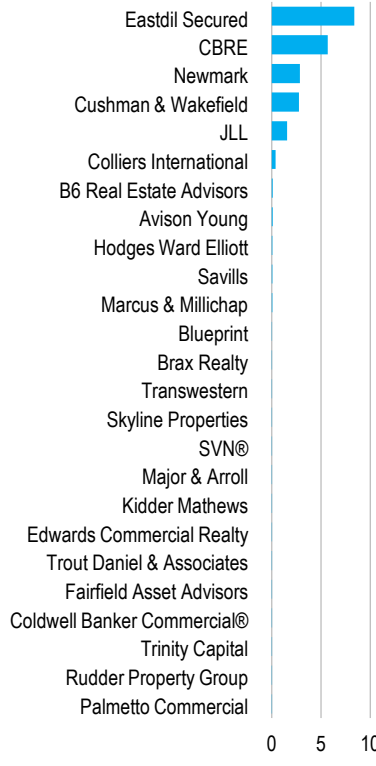 Eastdil Secured
CBRE
Newmark
Cushman & Wakefield
JLL
Colliers International
B6 Real Estate Advisors
Avison Young
Hodges Ward Elliott
Savills
Marcus & Millichap
Blueprint
Brax Realty
Transwestern
Skyline Properties
SVN®
Major & Arroll
Kidder Mathews
Edwards Commercial Realty
Trout Daniel & Associates
Fairfield Asset Advisors
Coldwell Banker Commercial®
Trinity Capital
Rudder Property Group
Palmetto Commercial
0 5 10